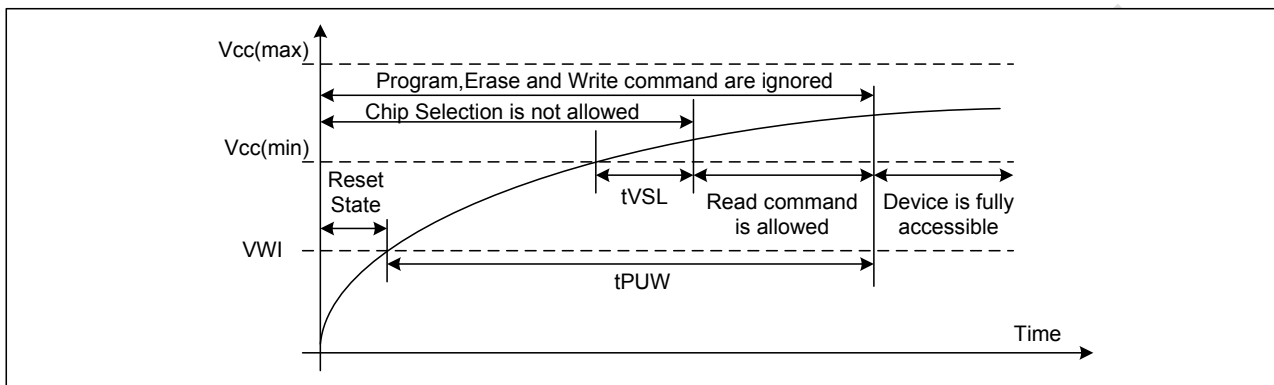 Vcc(max)
Program,Erase and Write command are ignored
Chip Selection is not allowed
Vcc(min)
Reset
State
tVSL
Read command
is allowed
Device is fully
accessible
VWI
tPUW
Time